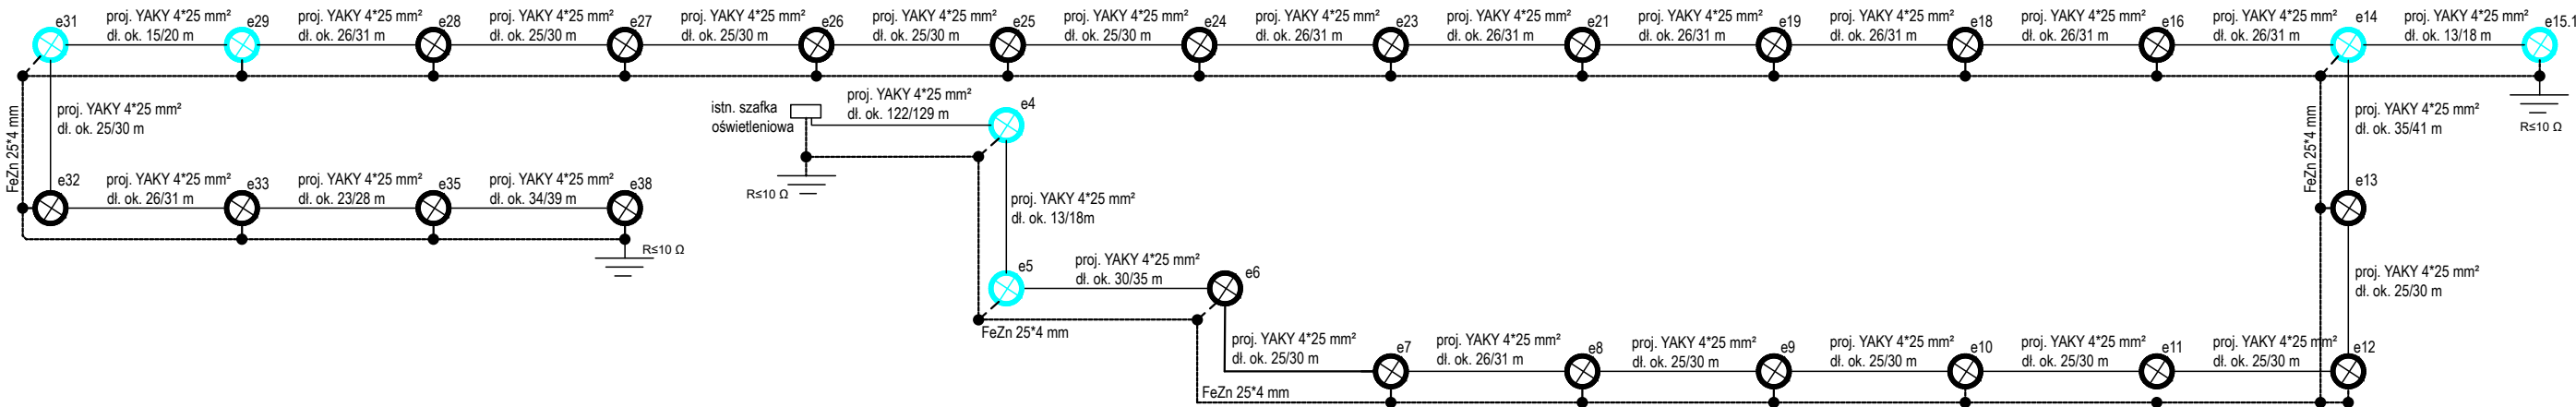 e31
proj. YAKY 4*25 mm²
dł. ok. 15/20 m
e29
proj. YAKY 4*25 mm²
dł. ok. 26/31 m
e28
proj. YAKY 4*25 mm²
dł. ok. 25/30 m
e27
proj. YAKY 4*25 mm²
dł. ok. 25/30 m
e26
proj. YAKY 4*25 mm²
dł. ok. 25/30 m
e25
proj. YAKY 4*25 mm²
dł. ok. 25/30 m
e24
proj. YAKY 4*25 mm²
dł. ok. 26/31 m
e23
proj. YAKY 4*25 mm²
dł. ok. 26/31 m
e21
proj. YAKY 4*25 mm²
dł. ok. 26/31 m
e19
proj. YAKY 4*25 mm²
dł. ok. 26/31 m
e18
proj. YAKY 4*25 mm²
dł. ok. 26/31 m
e16
proj. YAKY 4*25 mm²
dł. ok. 26/31 m
e14
proj. YAKY 4*25 mm²
dł. ok. 13/18 m
e15.1
R≤10 Ω
FeZn 25*4 mm
proj. YAKY 4*25 mm²
dł. ok. 25/30 m
e32
proj. YAKY 4*25 mm²
dł. ok. 26/31 m
e33
proj. YAKY 4*25 mm²
dł. ok. 23/28 m
e35
proj. YAKY 4*25 mm²
dł. ok. 34/39 m
e38
R≤10 Ω
istn. szafka
oświetleniowa
R≤10 Ω
proj. YAKY 4*25 mm²
dł. ok. 122/129 m
e4
proj. YAKY 4*25 mm²
dł. ok. 13/18m
e5
proj. YAKY 4*25 mm²
dł. ok. 30/35 m
e6
FeZn 25*4 mm
proj. YAKY 4*25 mm²
dł. ok. 25/30 m
FeZn 25*4 mm
e7
proj. YAKY 4*25 mm²
dł. ok. 26/31 m
e8
proj. YAKY 4*25 mm²
dł. ok. 25/30 m
e9
proj. YAKY 4*25 mm²
dł. ok. 25/30 m
e10
proj. YAKY 4*25 mm²
dł. ok. 25/30 m
e11
proj. YAKY 4*25 mm²
dł. ok. 25/30 m
e12
FeZn 25*4 mm
proj. YAKY 4*25 mm²
dł. ok. 35/41 m
e13
proj. YAKY 4*25 mm²
dł. ok. 25/30 m